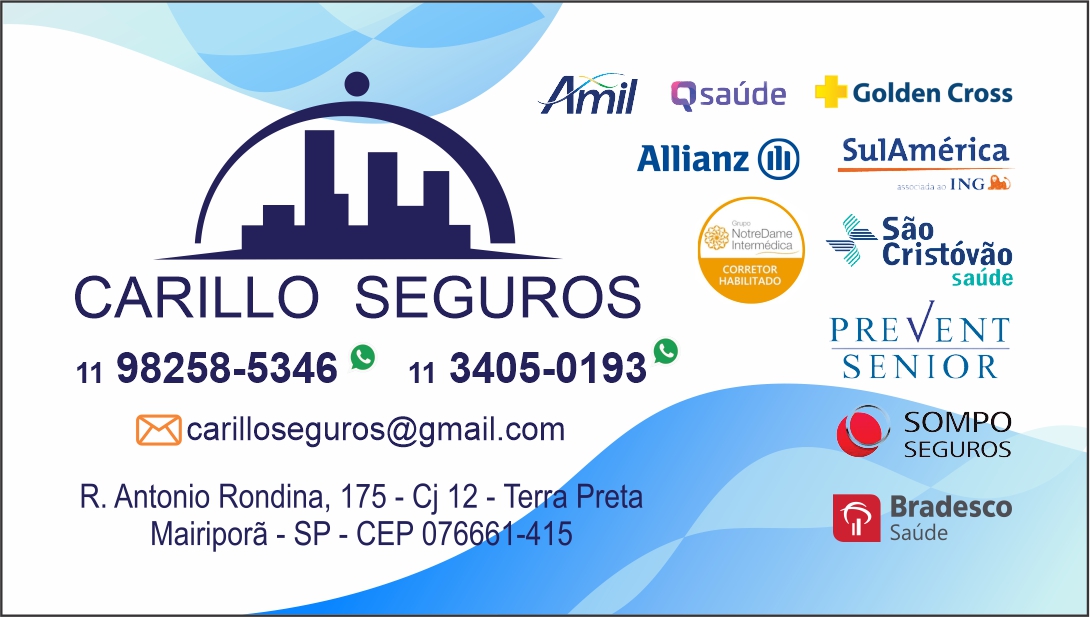 CARILLO SEGUROS
11 98258-5346 11 3405-0193
carilloseguros@gmail.com
R. Antonio Rondina, 175 - Cj 12 - Terra Preta
Mairiporã - SP - CEP 076661-415
Amil
Qsaúde
Golden Cross
Allianz
SulAmérica
associada ao ING
Grupo
NotreDame
Intermédica
CORRETOR
HABILITADO
São
Cristóvão
saúde
PREVENT
SENIOR
SOMPO
SEGUROS
Bradesco
Saúde